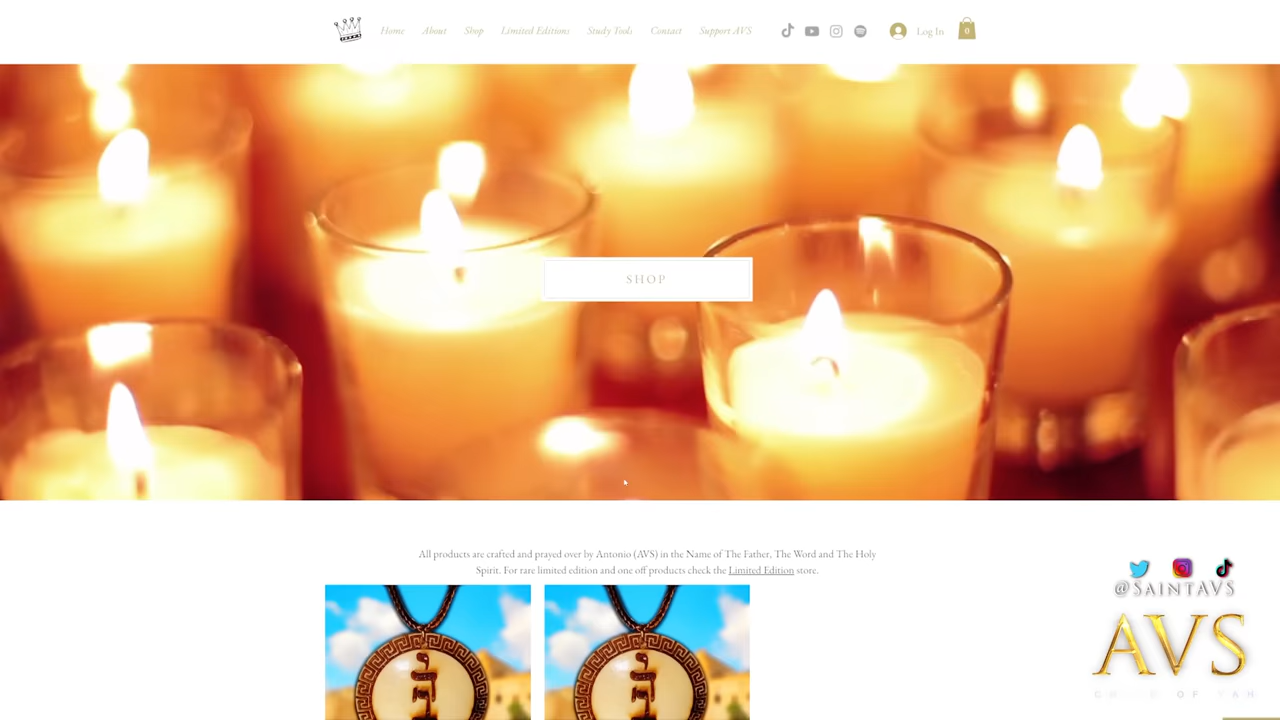 Home About Shop Limited Editions Study Tools Contact Support AVS Log In 0
SHOP
All products are crafted and prayed over by Antonio (AVS) in the Name of The Father, The Word and The Holy
Spirit. For rare limited edition and one off products check the Limited Edition store.
@SAINTAVS
AVS
OF YAH